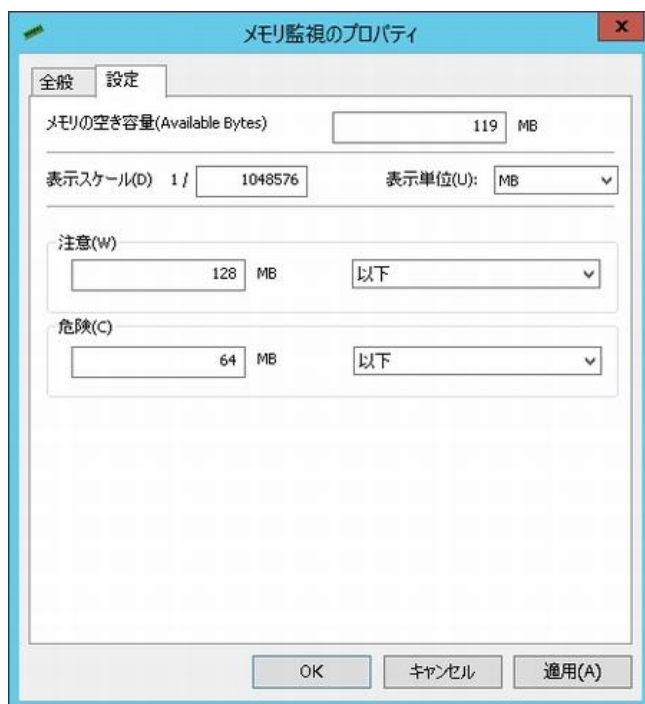 メモリ監視のプロパティ
x
全般 設定
メモリの空き容量(Available Bytes) 119 MB
表示スケール(D) 1 / 1048576 表示単位(U): MB
注意(W)
128 MB 以下
危険(C)
64 MB 以下
OK キャンセル 適用(A)